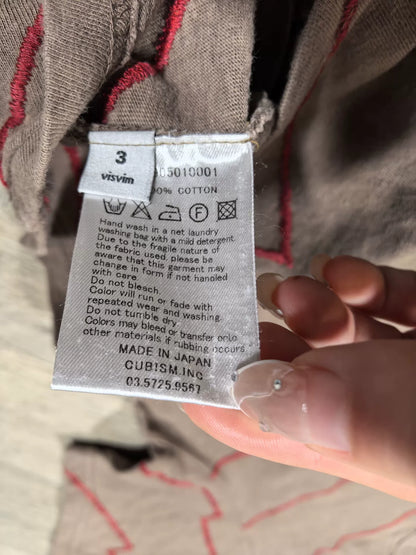 3
visvim
05010001
00% COTTON
Hand wash in a net laundry
washing bag with a mild detergent
Due to the fragile nature of
the fabric used, please be
aware that this garment may
change in form if not handled
with care.
Do not bleach.
Color will run or fade with
repeated wear and washing.
Do not tumble dry.
Colors may bleed or transfer onto
other materials if rubbing occurs
MADE IN JAPAN
CUBISM.INC
03.5725.9567